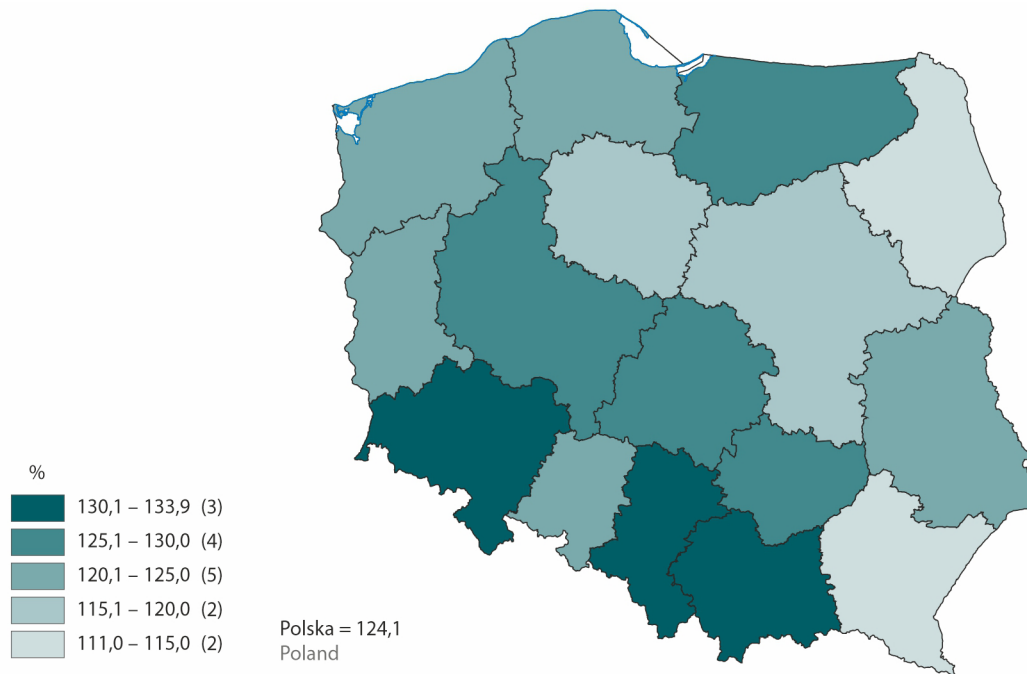 %
130,1 – 133,9 (3)
125,1 – 130,0 (4)
120,1 – 125,0 (5)
115,1 – 120,0 (2)
111,0 – 115,0 (2)
Polska = 124,1
Poland